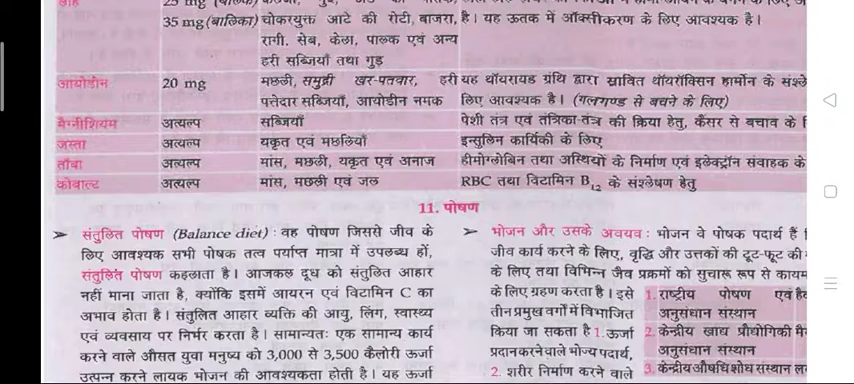 35 mg (बालिका) चोकरयुक्त आटे की रोटी, बाजरा, है। यह ऊतक में ऑक्सीकरण के लिए आवश्यक है।
रागी. सेब, केला, पालक एवं अन्य
हरी सब्जियाँ तथा गुड़
आयोडीन 20 mg मछली, समुद्री खर-पतवार, हरी यह थॉयरायड ग्रंथि द्वारा स्रावित थॉयरॉक्सिन हार्मोन के संश्ले
पत्तेदार सब्जियाँ, आयोडीन नमक लिए आवश्यक है। (गलगण्ड से बचने के लिए)
मैग्नीशियम अत्यल्प सब्जियाँ पेशी तंत्र एवं तंत्रिका तंत्र की क्रिया हेतु, कैंसर से बचाव के
जस्ता अत्यल्प यकृत एवं मछलियाँ इन्सुलिन कार्यिकी के लिए
ताँबा अत्यल्प मांस, मछली, यकृत एवं अनाज हीमोग्लोबिन तथा अस्थियों के निर्माण एवं इलेक्ट्रॉन संवाहक के
कोबाल्ट अत्यल्प मांस, मछली एवं जल RBC तथा विटामिन B12 के संश्लेषण हेतु
11. पोषण
➤ संतुलित पोषण (Balance diet) : वह पोषण जिससे जीव के
लिए आवश्यक सभी पोषक तत्व पर्याप्त मात्रा में उपलब्ध हों,
संतुलित पोषण कहलाता है। आजकल दूध को संतुलित आहार
नहीं माना जाता है, क्योंकि इसमें आयरन एवं विटामिन C का
अभाव होता है। संतुलित आहार व्यक्ति की आयु, लिंग, स्वास्थ्य
एवं व्यवसाय पर निर्भर करता है। सामान्यतः एक सामान्य कार्य
करने वाले औसत युवा मनुष्य को 3,000 से 3,500 कैलोरी ऊर्जा
उत्पन्न करने लायक भोजन की आवश्यकता होती है। यह ऊर्जा
➤ भोजन और उसके अवयव : भोजन वे पोषक पदार्थ हैं
जीव कार्य करने के लिए, वृद्धि और उत्तकों की टूट-फूट की
के लिए तथा विभिन्न जैव प्रक्रमों को सुचारू रूप से कायम
के लिए ग्रहण करता है। इसे
तीन प्रमुख वर्गों में विभाजित
किया जा सकता है 1. ऊर्जा
प्रदान करने वाले भोज्य पदार्थ,
2. शरीर निर्माण करने वाले
1. राष्ट्रीय पोषण एवं
अनुसंधान संस्थान
2. केन्द्रीय खाद्य प्रौद्योगिकी
अनुसंधान संस्थान
3. केन्द्रीय औषधि शोध संस्थान